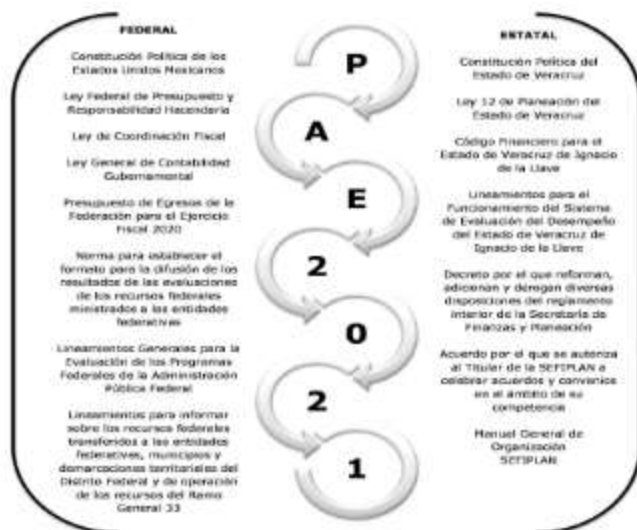 FEDERAL
Constitución Política de los
Estados Unidos Mexicanos
Ley Federal de Presupuesto y
Responsabilidad Hacendaria
Ley de Coordinación Fiscal
Ley General de Contabilidad
Gubernamental
Presupuesto de Egresos de la
Federación para el Ejercicio
Fiscal 2020
Norma para establecer el
formato para la difusión de los
resultados de las evaluaciones
de los recursos federales
ministrados a las entidades
federativas
Lineamientos Generales para la
Evaluación de los Programas
Federales de la Administración
Pública Federal
Lineamientos para informar
sobre los recursos federales
transferidos a las entidades
federativas, municipios y
demarcaciones territoriales del
Distrito Federal y de operación
de los recursos del Ramo
General 33
P
A
E
2
0
2
1
ESTATAL
Constitución Política del
Estado de Veracruz
Ley 12 de Planeación del
Estado de Veracruz
Código Financiero para el
Estado de Veracruz de Ignacio
de la Llave
Lineamientos para el
Funcionamiento del Sistema
de Evaluación del Desempeño
del Estado de Veracruz de
Ignacio de la Llave
Decreto por el que reforman,
adicionan y derogan diversas
disposiciones del reglamento
interior de la Secretaría de
Finanzas y Planeación
Acuerdo por el que se autoriza
al Titular de la SEFIPLAN a
celebrar acuerdos y convenios
en el ámbito de su
competencia
Manual General de
Organización
SEFIPLAN